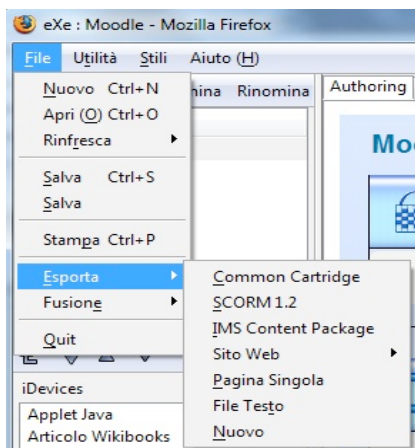 eXe : Moodle - Mozilla Firefox
File Utilità Stili Aiuto (H)
Nuovo Ctrl+N
Apri (O) Ctrl+O
Rinfresca
Salva Ctrl+S
Salva
Stampa Ctrl+P
Esporta
Fusione
Quit
Rinomina Authoring
Moo
Common Cartridge
SCORM 1.2
IMS Content Package
Sito Web
Pagina Singola
File Testo
Nuovo
iDevices
Applet Java
Articolo Wikibooks